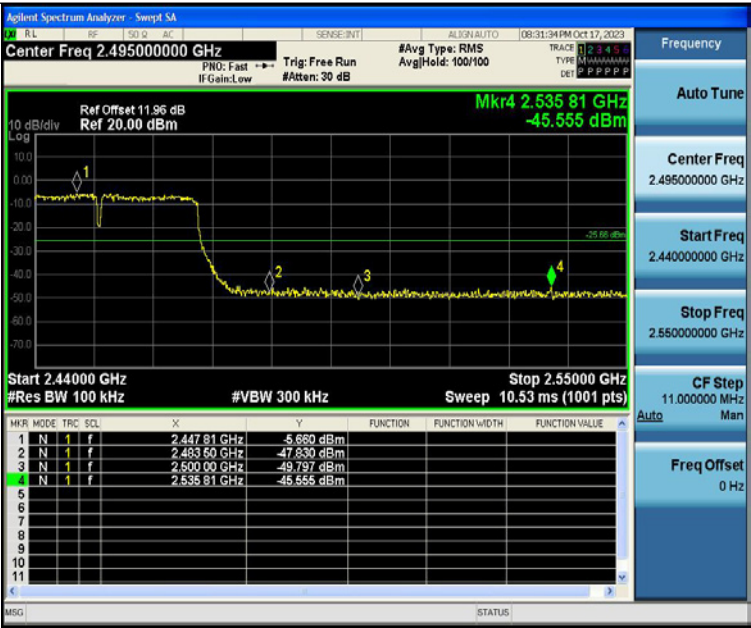 Agilent Spectrum Analyzer - Swept SA
RL RF 50 Ω AC SENSE:INT ALIGNAUTO 08:31:34 PM Oct 17, 2023
Center Freq 2.495000000 GHz
PNO: Fast
IFGain:Low
Trig: Free Run
#Atten: 30 dB
#Avg Type: RMS
Avg|Hold: 100/100
TRACE 1 2 3 4 5 6
TYPE M
DET P P P P P P
Ref Offset 11.96 dB
10 dB/div Ref 20.00 dBm
Log
Mkr4 2.535 81 GHz
-45.555 dBm
10.0
0.00
-10.0
-20.0
-30.0
-40.0
-50.0
-60.0
-70.0
1
2
3
4
-25.66 dBm
Start 2.44000 GHz Stop 2.55000 GHz
#Res BW 100 kHz #VBW 300 kHz Sweep 10.53 ms (1001 pts)
MKR MODE TRC SCL X Y FUNCTION FUNCTION WIDTH FUNCTION VALUE
1 N 1 f 2.447 81 GHz -5.660 dBm
2 N 1 f 2.483 50 GHz -47.830 dBm
3 N 1 f 2.500 00 GHz -49.797 dBm
4 N 1 f 2.535 81 GHz -45.555 dBm
5
6
7
8
9
10
11
MSG STATUS
Frequency
Auto Tune
Center Freq
2.495000000 GHz
Start Freq
2.440000000 GHz
Stop Freq
2.550000000 GHz
CF Step
11.000000 MHz
Auto Man
Freq Offset
0 Hz